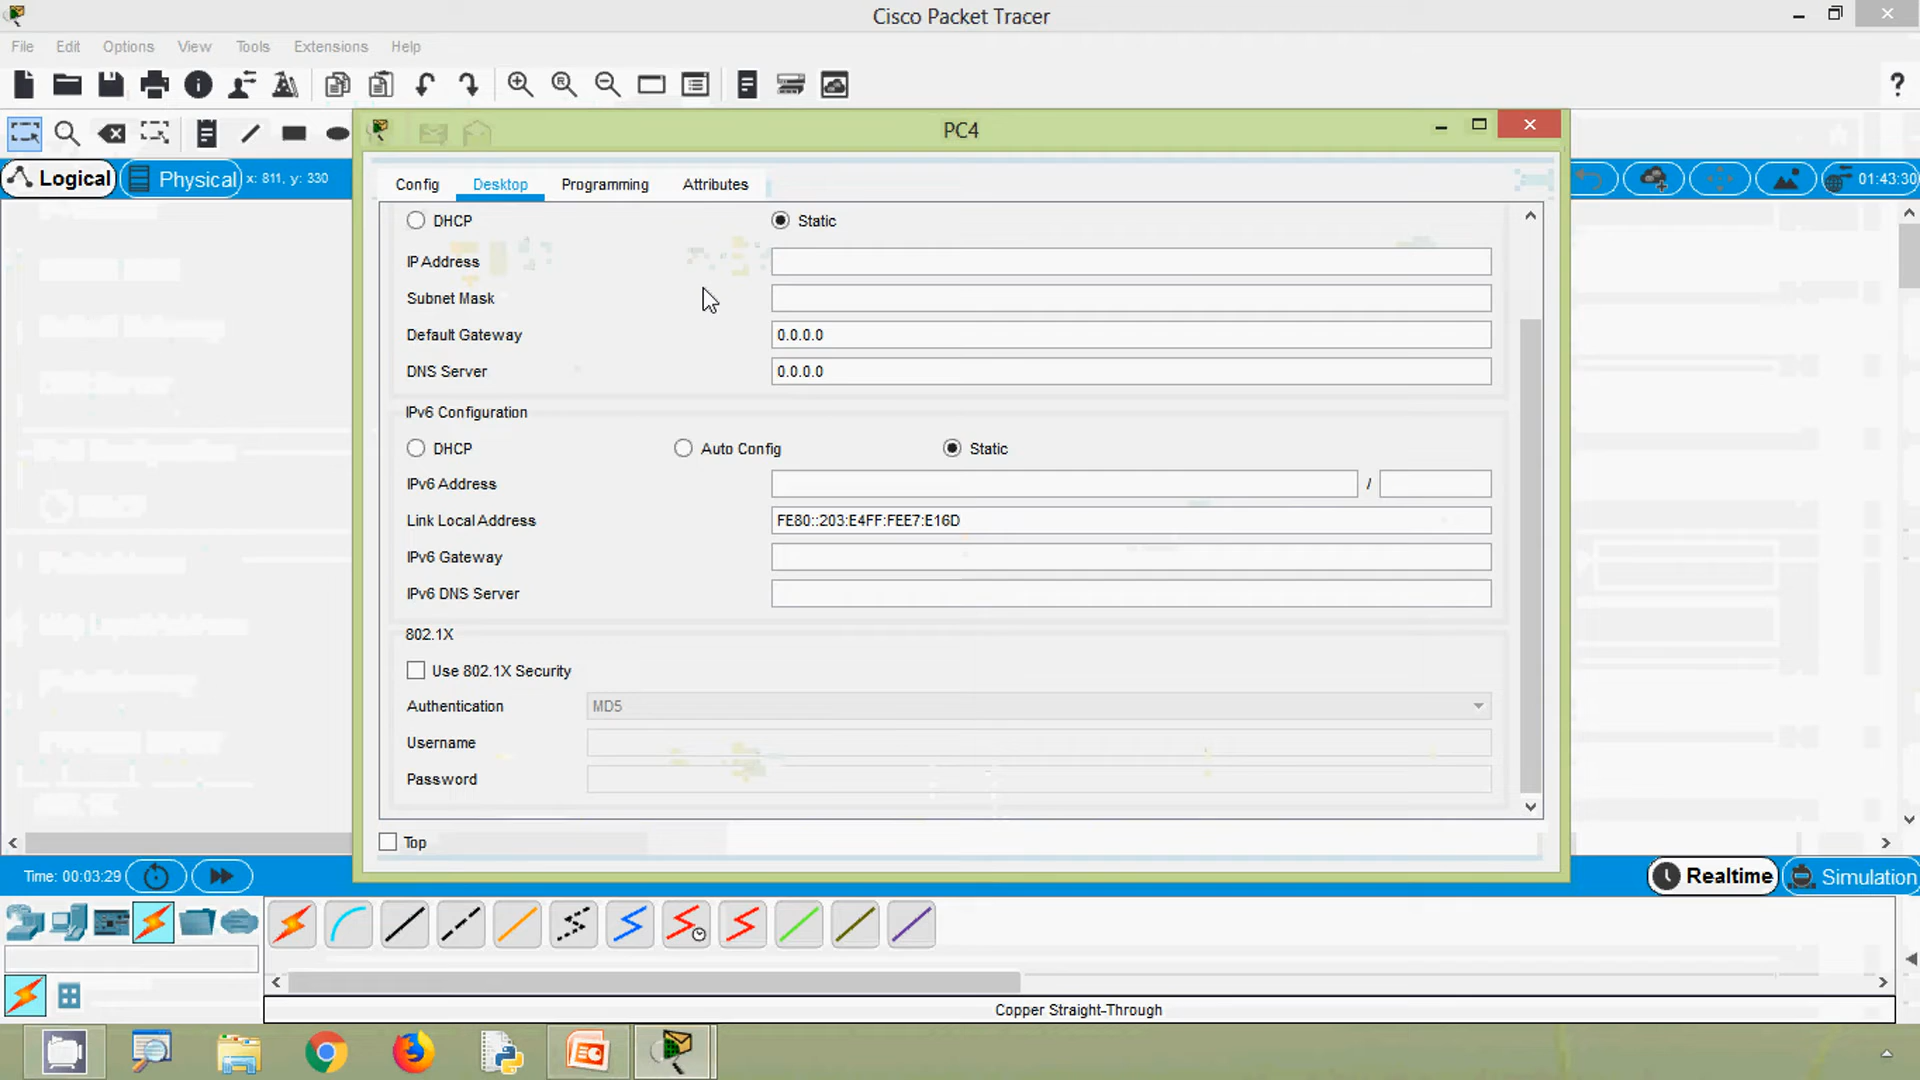 Cisco Packet Tracer
File Edit Options View Tools Extensions Help
PC4
Logical Physical x: 811, y: 330 01:43:30
Config Desktop Programming Attributes
DHCP Static
IP Address
Subnet Mask
Default Gateway 0.0.0.0
DNS Server 0.0.0.0
IPv6 Configuration
DHCP Auto Config Static
IPv6 Address /
Link Local Address FE80::203:E4FF:FEE7:E16D
IPv6 Gateway
IPv6 DNS Server
802.1X
Use 802.1X Security
Authentication MD5
Username
Password
Top
Time: 00:03:29 Realtime Simulation
Copper Straight-Through